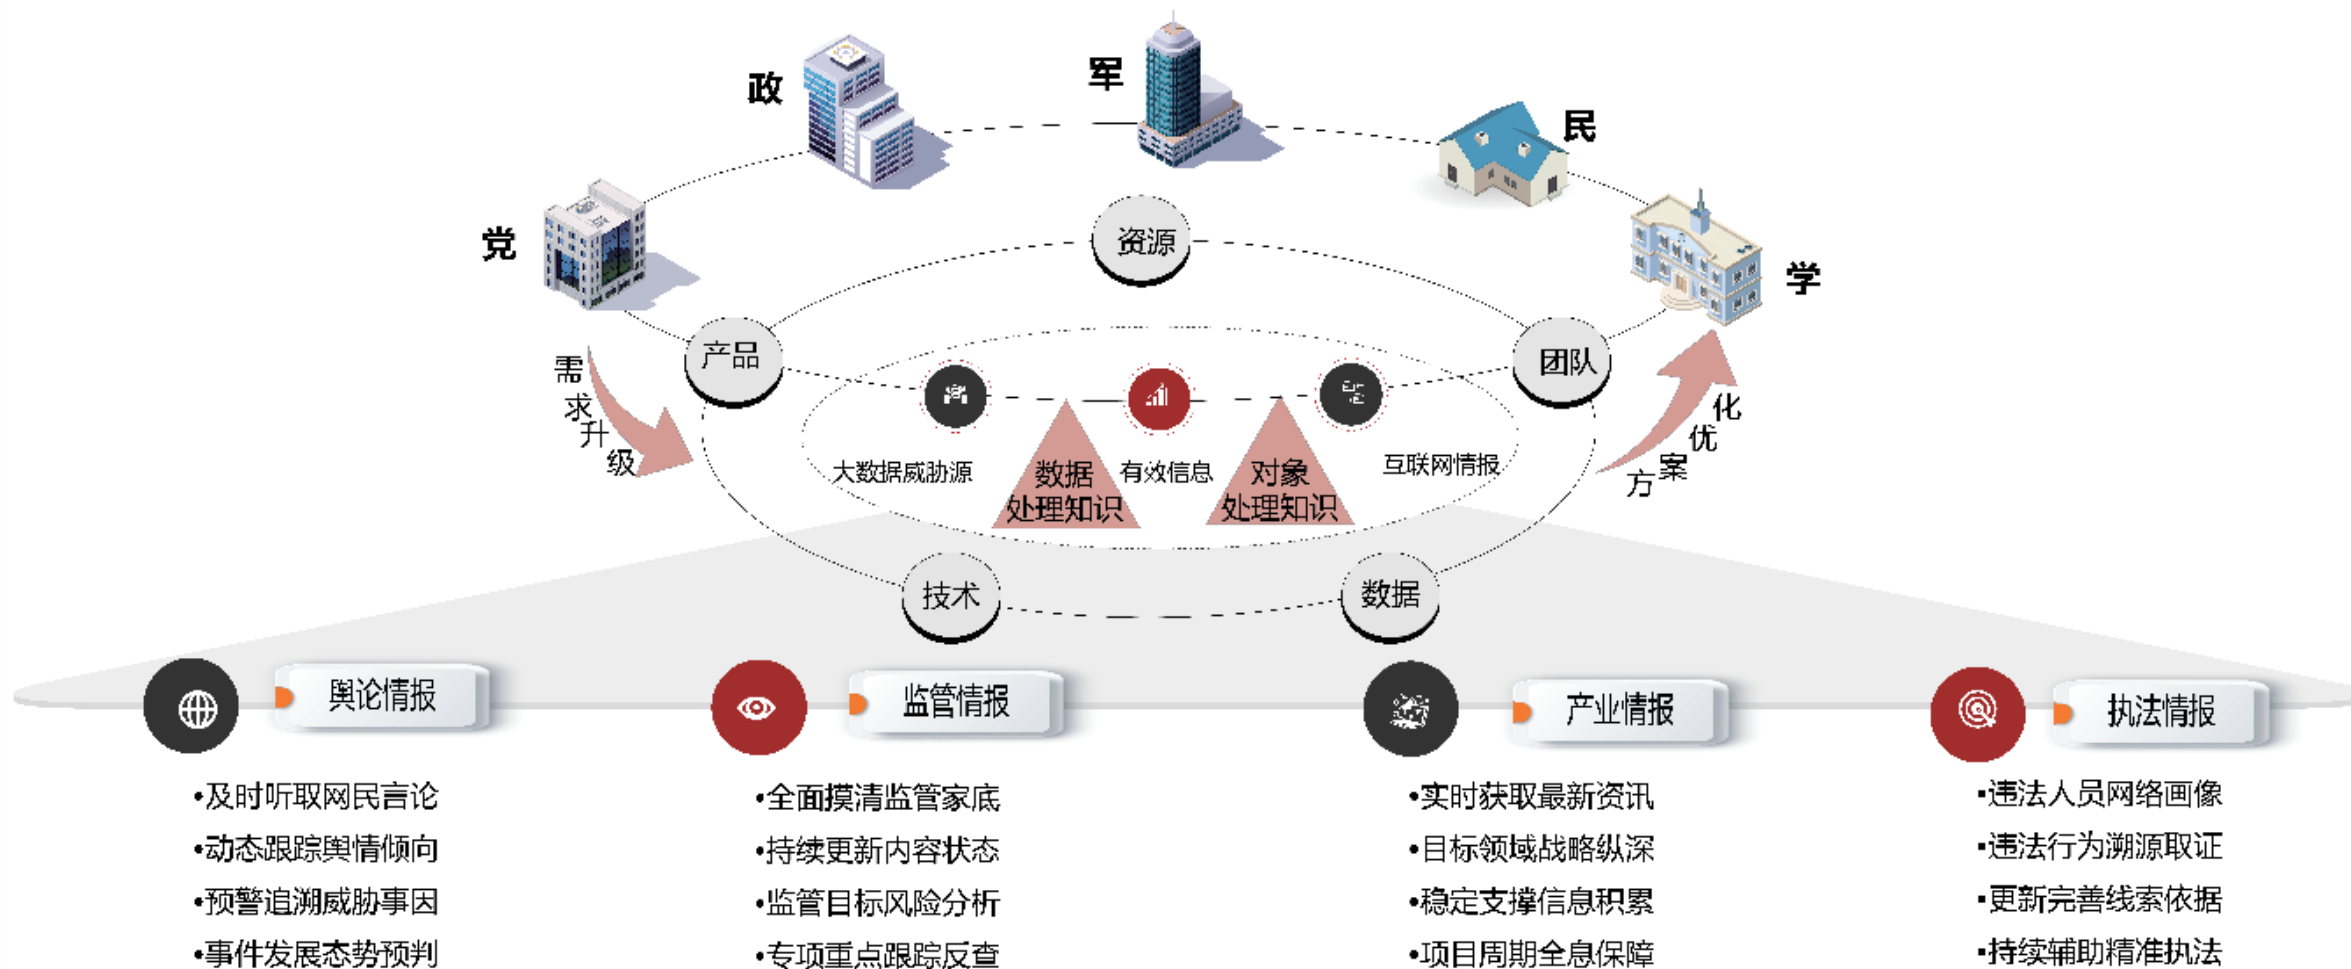 军
政
民
党
学
资源
产品
团队
需求升级
方案优化
大数据威胁源
数据
处理知识
有效信息
对象
处理知识
互联网情报
技术
数据
舆论情报
•及时听取网民言论
•动态跟踪舆情倾向
•预警追溯威胁事因
•事件发展态势预判
监管情报
•全面摸清监管家底
•持续更新内容状态
•监管目标风险分析
•专项重点跟踪反查
产业情报
•实时获取最新资讯
•目标领域战略纵深
•稳定支撑信息积累
•项目周期全息保障
执法情报
▪违法人员网络画像
▪违法行为溯源取证
▪更新完善线索依据
▪持续辅助精准执法